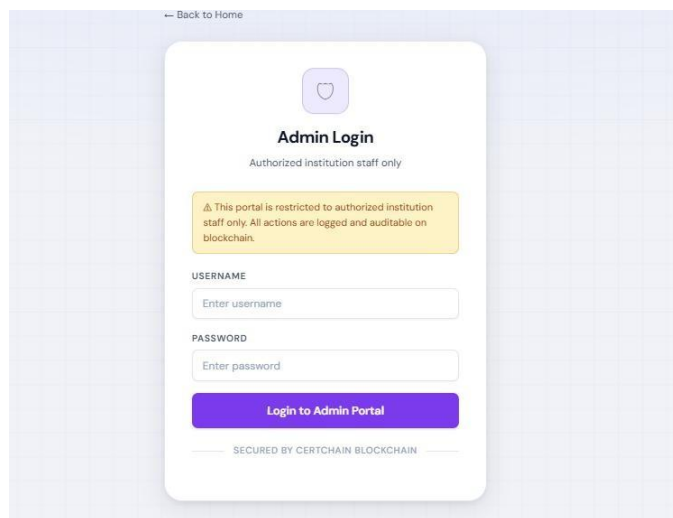 ← Back to Home
Admin Login
Authorized institution staff only
⚠ This portal is restricted to authorized institution
staff only. All actions are logged and auditable on
blockchain.
USERNAME
Enter username
PASSWORD
Enter password
Login to Admin Portal
SECURED BY CERTCHAIN BLOCKCHAIN